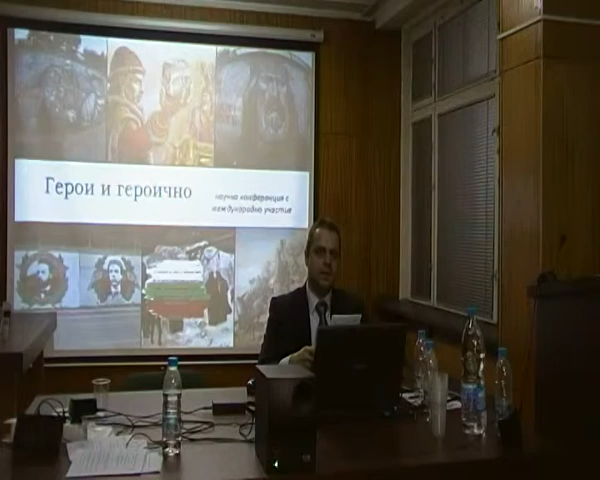 Герои и героично
научна конференция с
международно участие